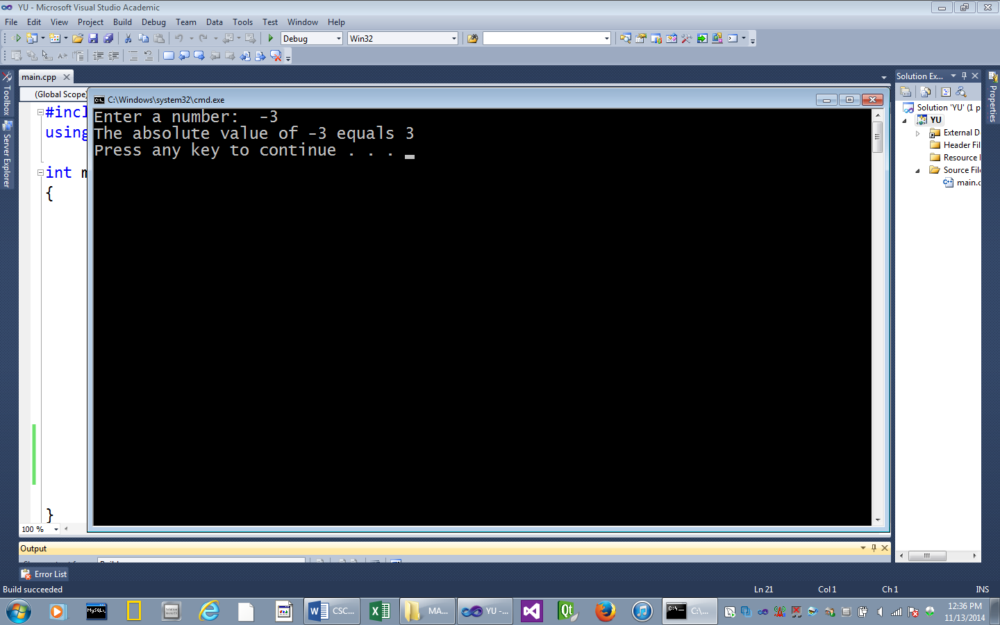 YU - Microsoft Visual Studio Academic
File Edit View Project Build Debug Team Data Tools Test Window Help
Debug Win32
main.cpp
Solution Ex...
Toolbox
Server Explorer
Properties
(Global Scope)
C:\Windows\system32\cmd.exe
Enter a number:  -3
The absolute value of -3 equals 3
Press any key to continue . . .
#incl
using
int m
{
}
Solution 'YU' (1 p
YU
External D
Header Fil
Resource
Source File
main.c
100 %
Output
Error List
Build succeeded
Ln 21 Col 1 Ch 1 INS
MySQL
CSC...
MA...
YU -...
Qt
C:\...
12:36 PM
11/13/2014